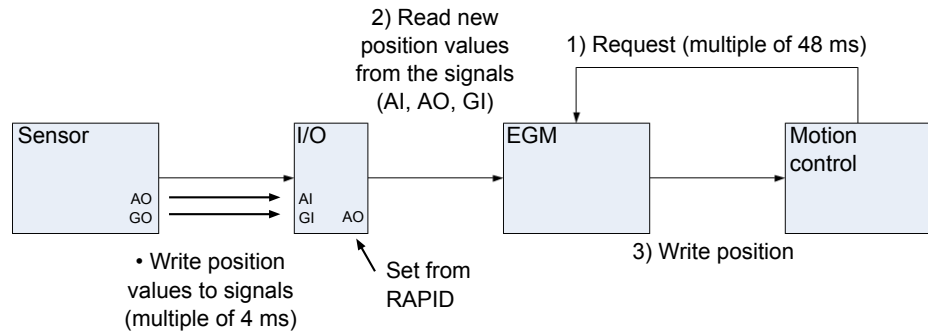 2) Read new
position values
from the signals
(AI, AO, GI)
1) Request (multiple of 48 ms)
Sensor
I/O
EGM
Motion
control
AO
GO
AI
GI
AO
3) Write position
• Write position
values to signals
(multiple of 4 ms)
Set from
RAPID